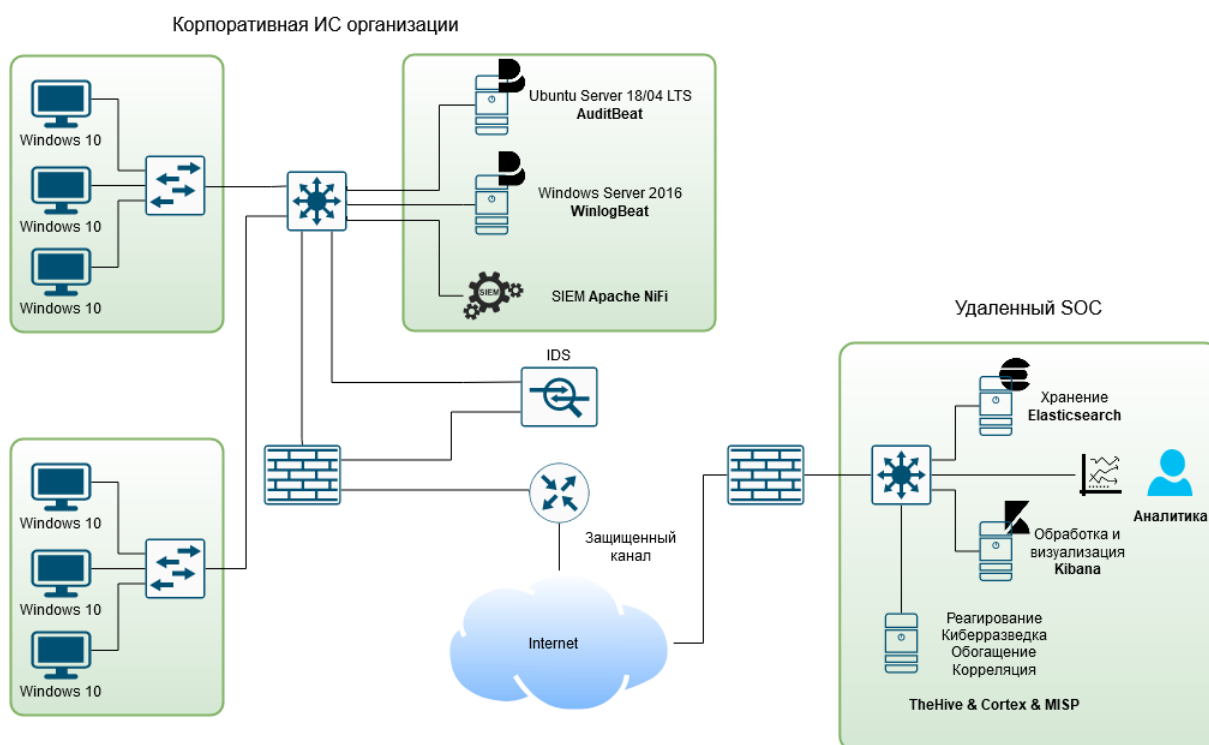 Корпоративная ИС организации
Windows 10
Windows 10
Windows 10
Ubuntu Server 18/04 LTS
AuditBeat
Windows Server 2016
WinlogBeat
SIEM
SIEM Apache NiFi
IDS
Windows 10
Windows 10
Windows 10
Защищенный
канал
Internet
Удаленный SOC
Хранение
Elasticsearch
Аналитика
Обработка и
визуализация
Kibana
Реагирование
Киберразведка
Обогащение
Корреляция
TheHive & Cortex & MISP